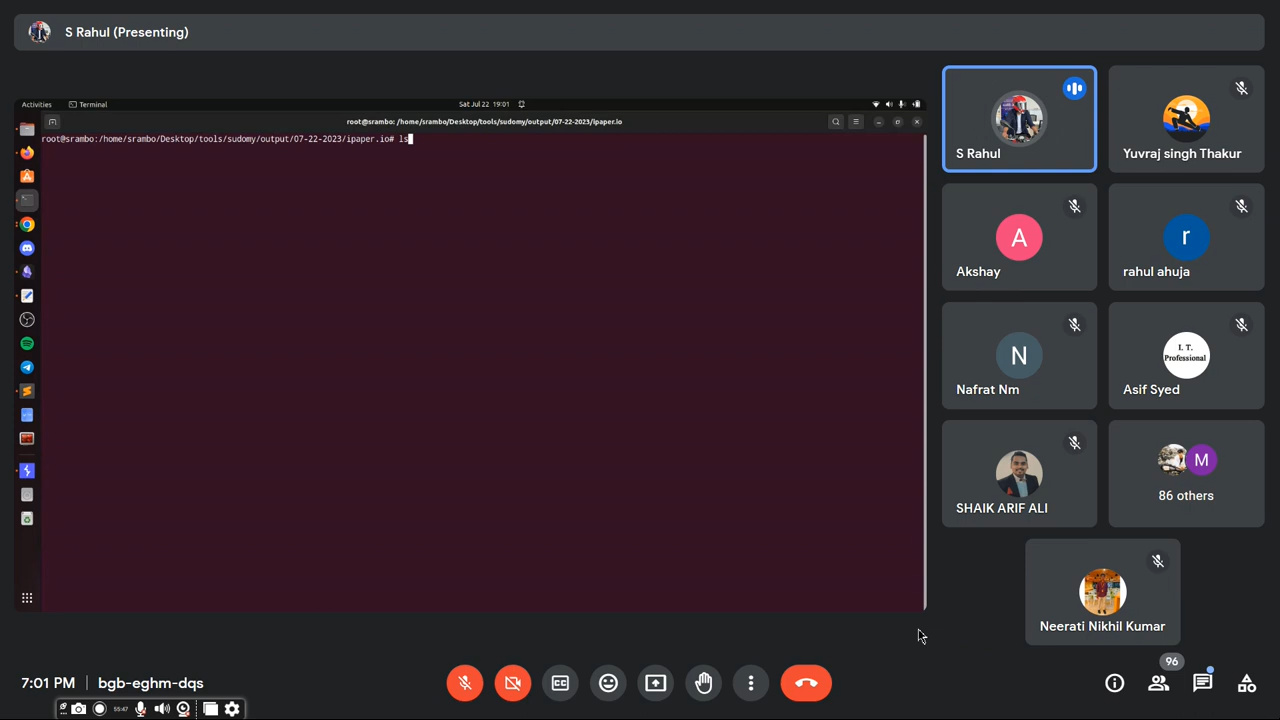 S Rahul (Presenting)
Activities
Terminal
Sat Jul 22 19:01
root@srambo: /home/srambo/Desktop/tools/sudomy/output/07-22-2023/ipaper.io
root@srambo:/home/srambo/Desktop/tools/sudomy/output/07-22-2023/ipaper.io# ls
S Rahul
Yuvraj singh Thakur
A
Akshay
r
rahul ahuja
N
Nafrat Nm
I. T.
Professional
Asif Syed
SHAIK ARIF ALI
M
86 others
Neerati Nikhil Kumar
7:01 PM | bgb-eghm-dqs
96
55:47